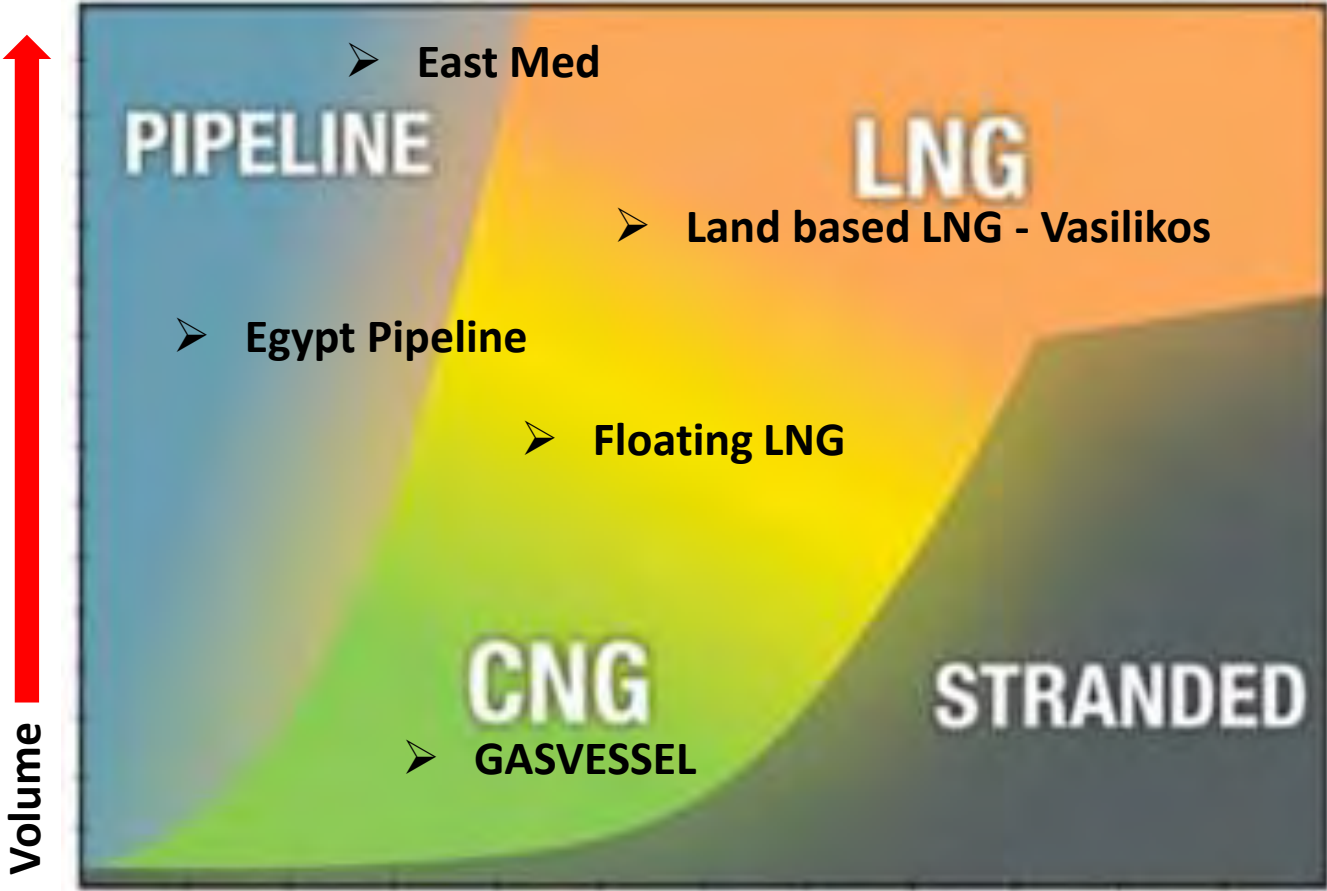 ➢ East Med
PIPELINE
LNG
➢ Land based LNG - Vasilikos
➢ Egypt Pipeline
➢ Floating LNG
CNG
STRANDED
➢ GASVESSEL
Volume